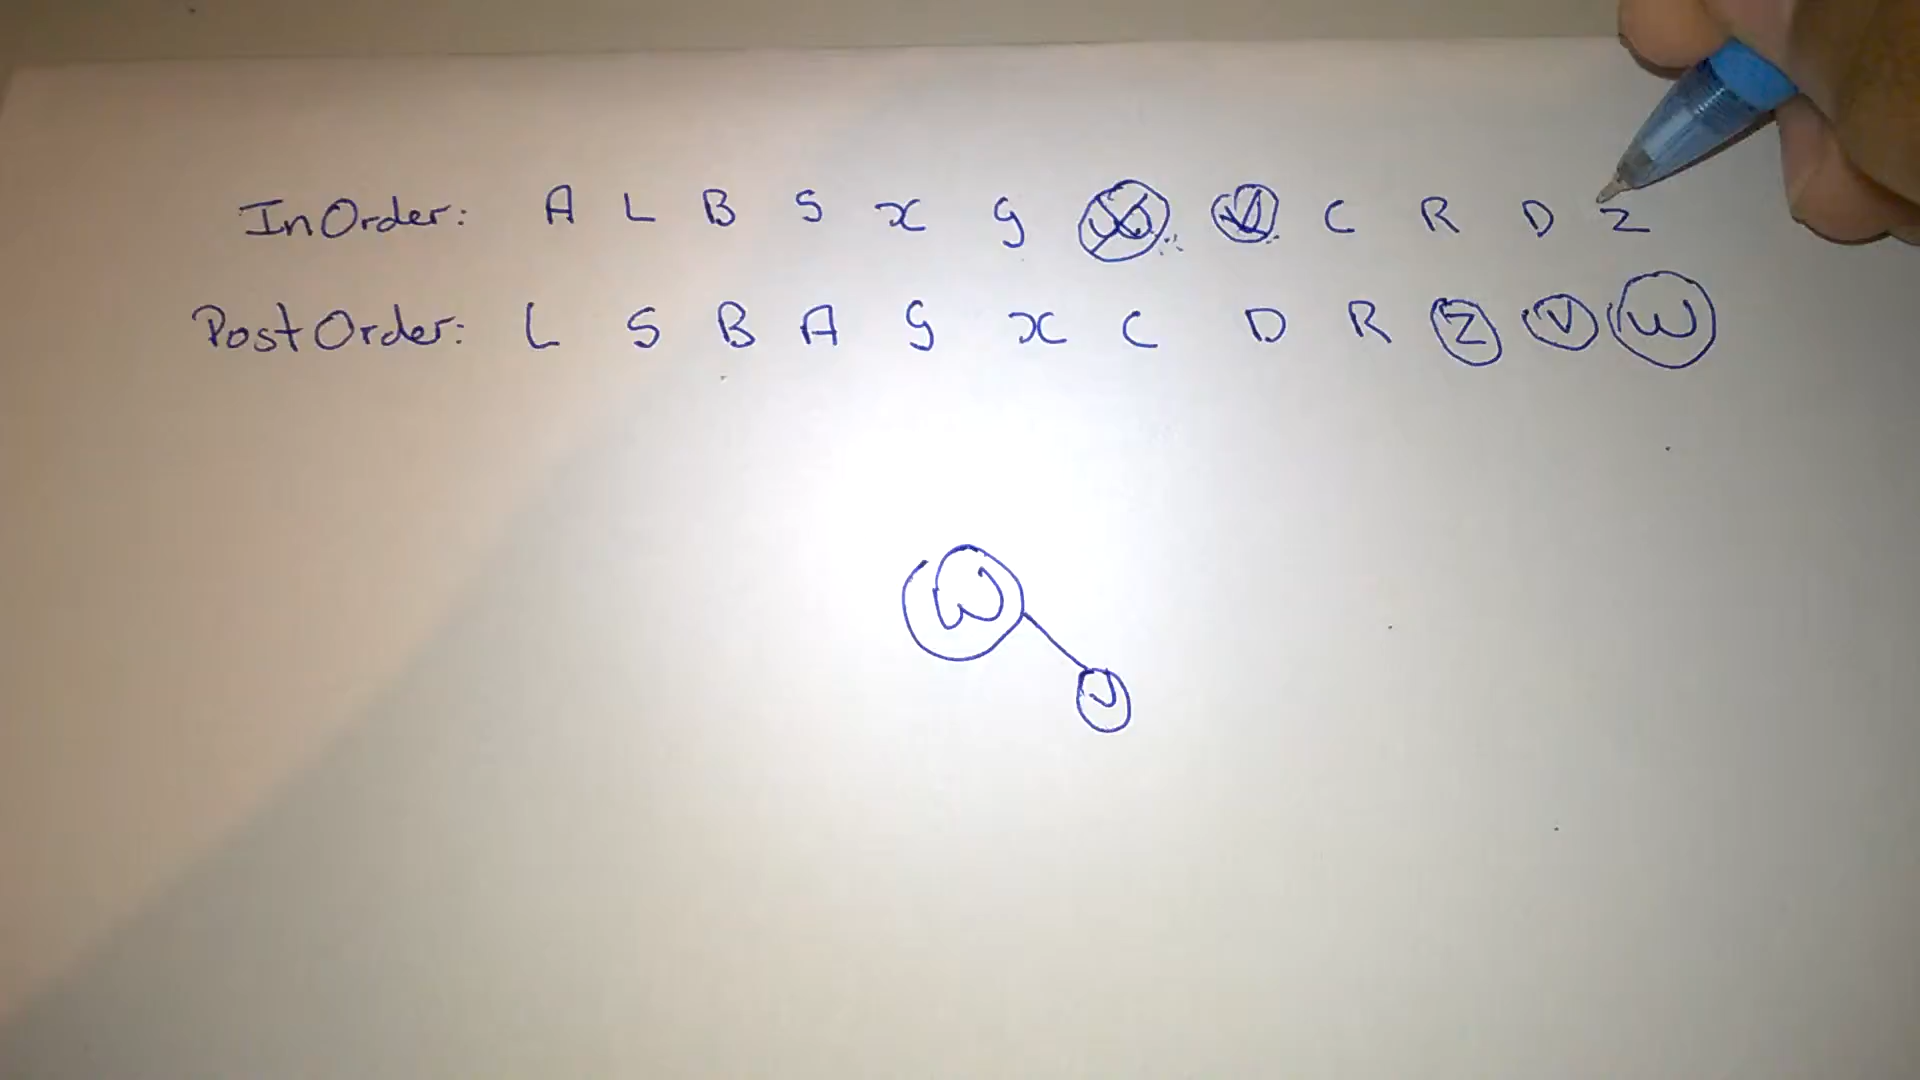 InOrder: A L B S x G W V C R D Z
PostOrder: L S B A G x C D R Z V W
W
V